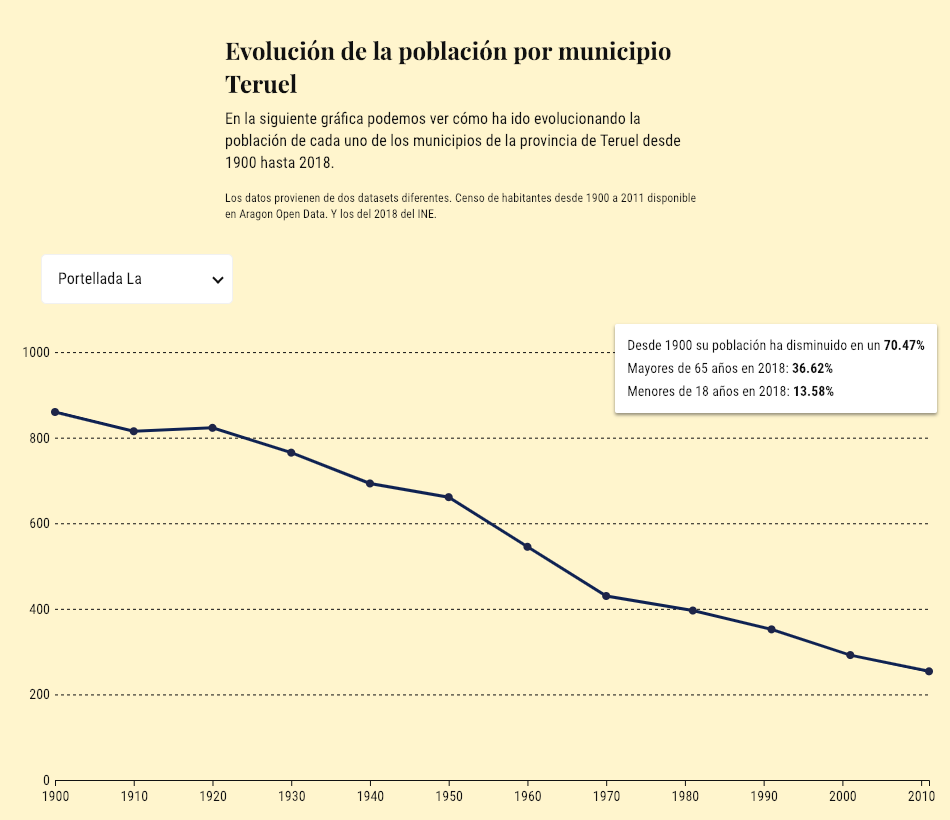 Evolución de la población por municipio
Teruel
En la siguiente gráfica podemos ver cómo ha ido evolucionando la
población de cada uno de los municipios de la provincia de Teruel desde
1900 hasta 2018.
Los datos provienen de dos datasets diferentes. Censo de habitantes desde 1900 a 2011 disponible
en Aragon Open Data. Y los del 2018 del INE.
Portellada La
Desde 1900 su población ha disminuido en un 70.47%
Mayores de 65 años en 2018: 36.62%
Menores de 18 años en 2018: 13.58%
1000
800
600
400
200
0
1900 1910 1920 1930 1940 1950 1960 1970 1980 1990 2000 2010